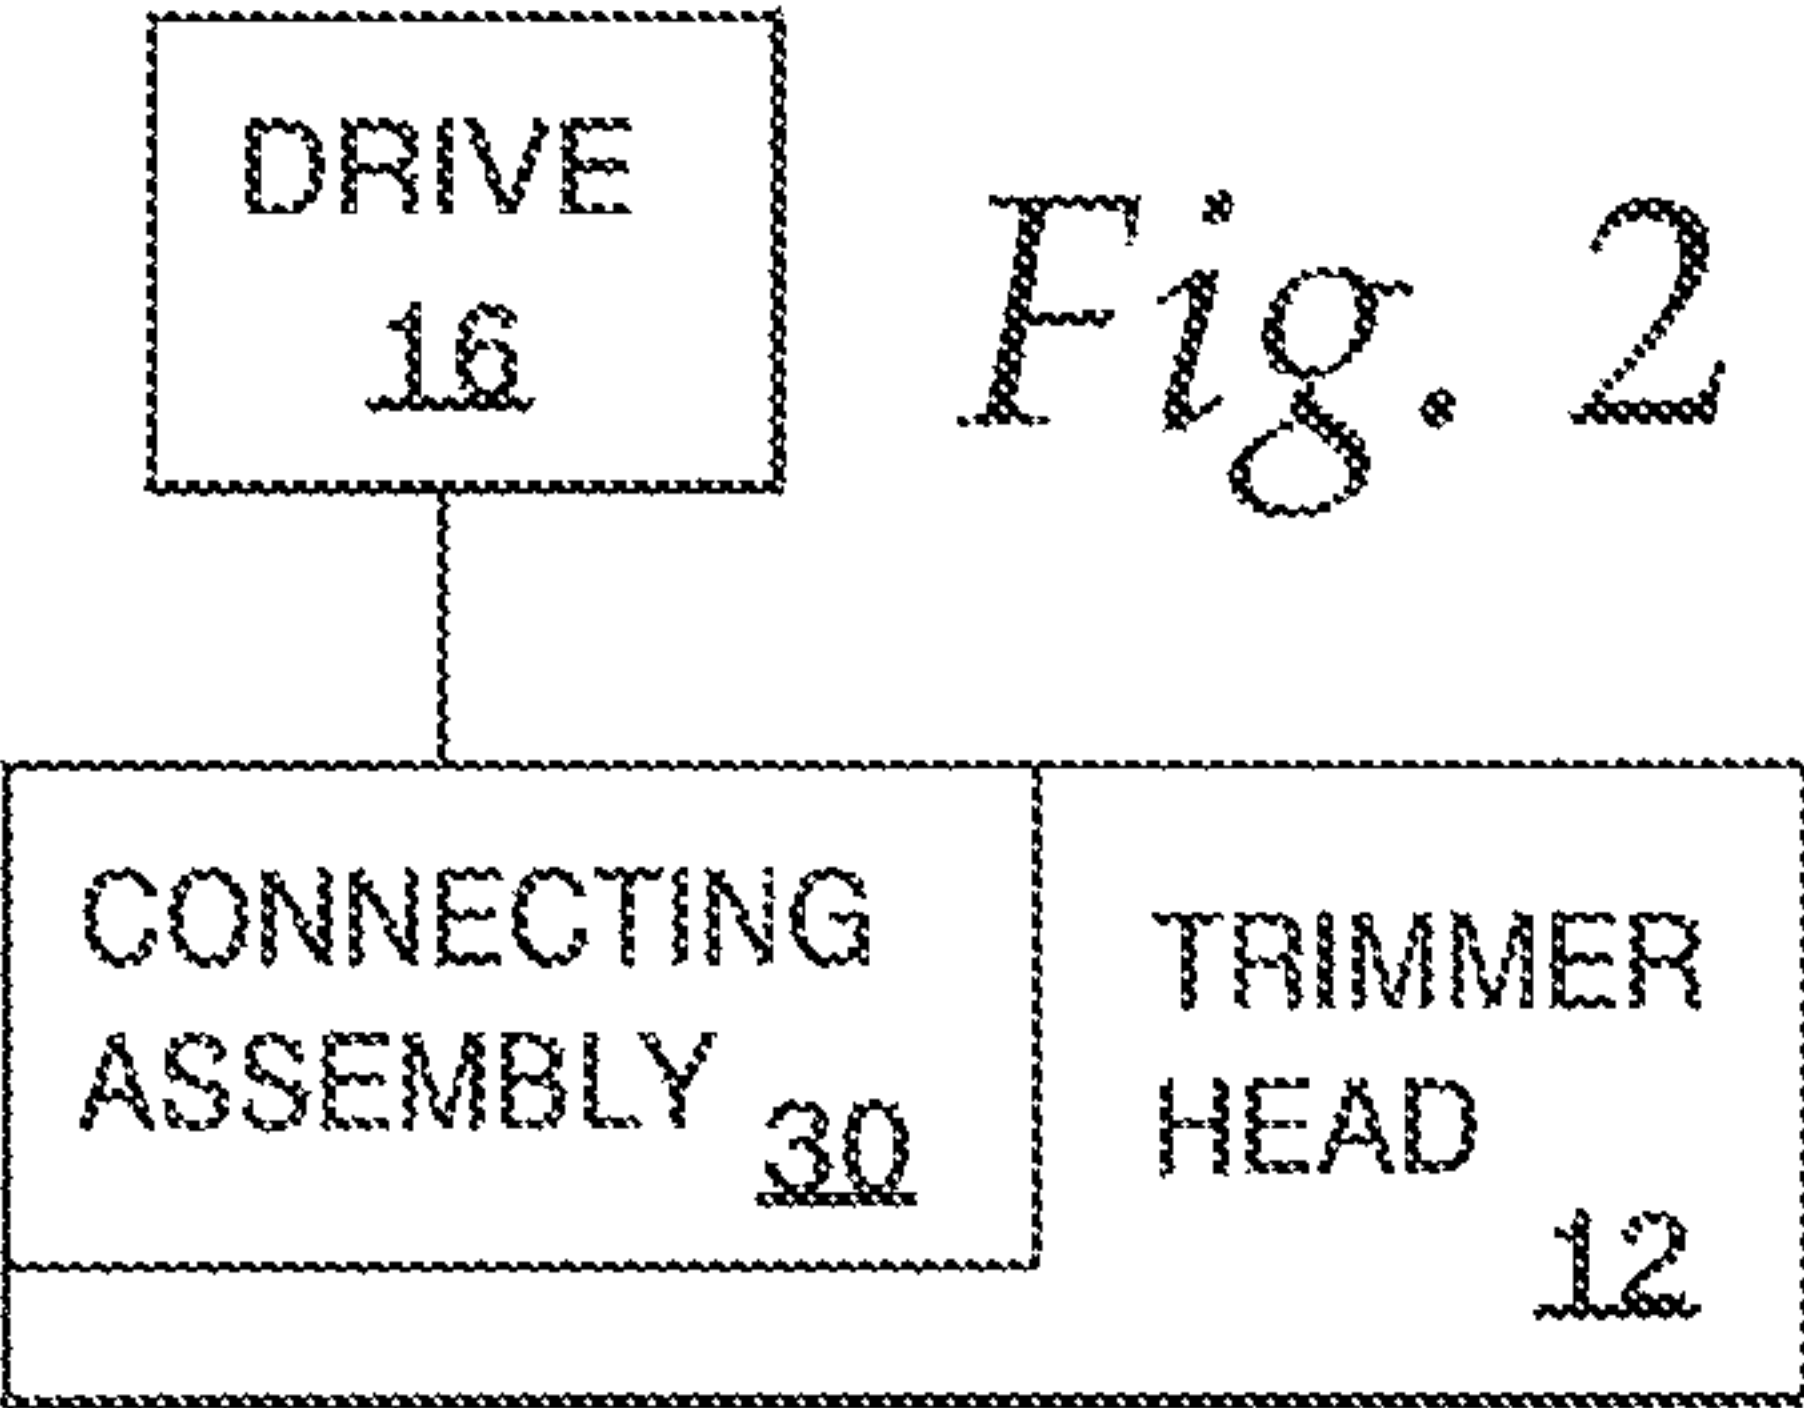 DRIVE
16
Fig. 2
CONNECTING
ASSEMBLY 30
TRIMMER
HEAD
12